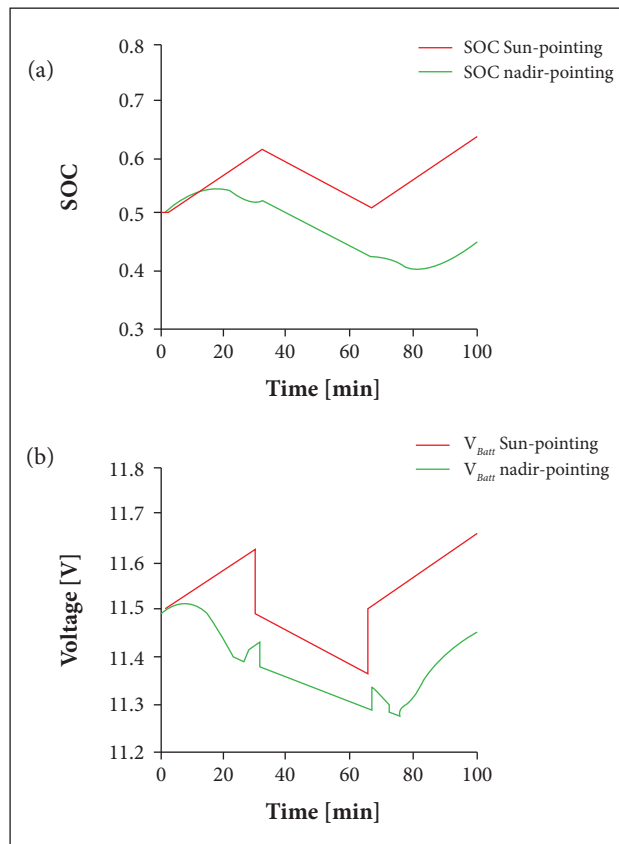 (a)
SOC Sun-pointing
SOC nadir-pointing
0.8
0.7
0.6
0.5
0.4
0.3
SOC
0 20 40 60 80 100
Time [min]
(b)
V_Batt Sun-pointing
V_Batt nadir-pointing
11.8
11.7
11.6
11.5
11.4
11.3
11.2
Voltage [V]
0 20 40 60 80 100
Time [min]